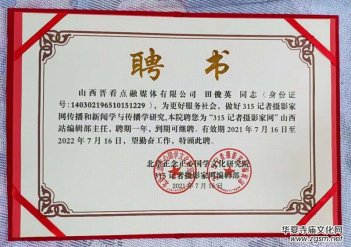 聘 书
山西晋看点融媒体有限公司 田俊英 同志（身份证
号:140302196510151229），为更好服务社会，做好315记者摄影家
网传播和新闻学与传播学研究，本院聘您为“315记者摄影家网”山西
站编辑部主任，聘期一年，到期可继聘。有效期2021年7月16日至
2022年7月16日，望勤奋工作，特颁此聘。
北京正念正心国学文化研究院
315记者摄影家网编辑部
2021年7月16日
华夏寺庙文化网
www.zgsm.net